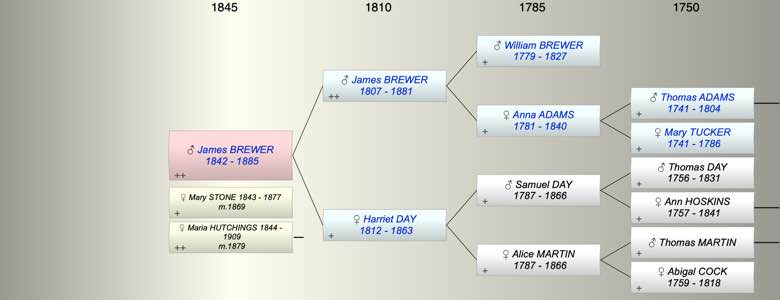 1845
1810
1785
1750
♂ James BREWER
1842 - 1885
++
♀ Mary STONE 1843 - 1877
m.1869
+
♀ Maria HUTCHINGS 1844 -
1909
m.1879
++
♂ James BREWER
1807 - 1881
++
♀ Harriet DAY
1812 - 1863
+
♂ William BREWER
1779 - 1827
+
♀ Anna ADAMS
1781 - 1840
+
♂ Samuel DAY
1787 - 1866
+
♀ Alice MARTIN
1787 - 1866
+
♂ Thomas ADAMS
1741 - 1804
+
♀ Mary TUCKER
1741 - 1786
+
♂ Thomas DAY
1756 - 1831
+
♀ Ann HOSKINS
1757 - 1841
+
♂ Thomas MARTIN
+
♀ Abigal COCK
1759 - 1818
+